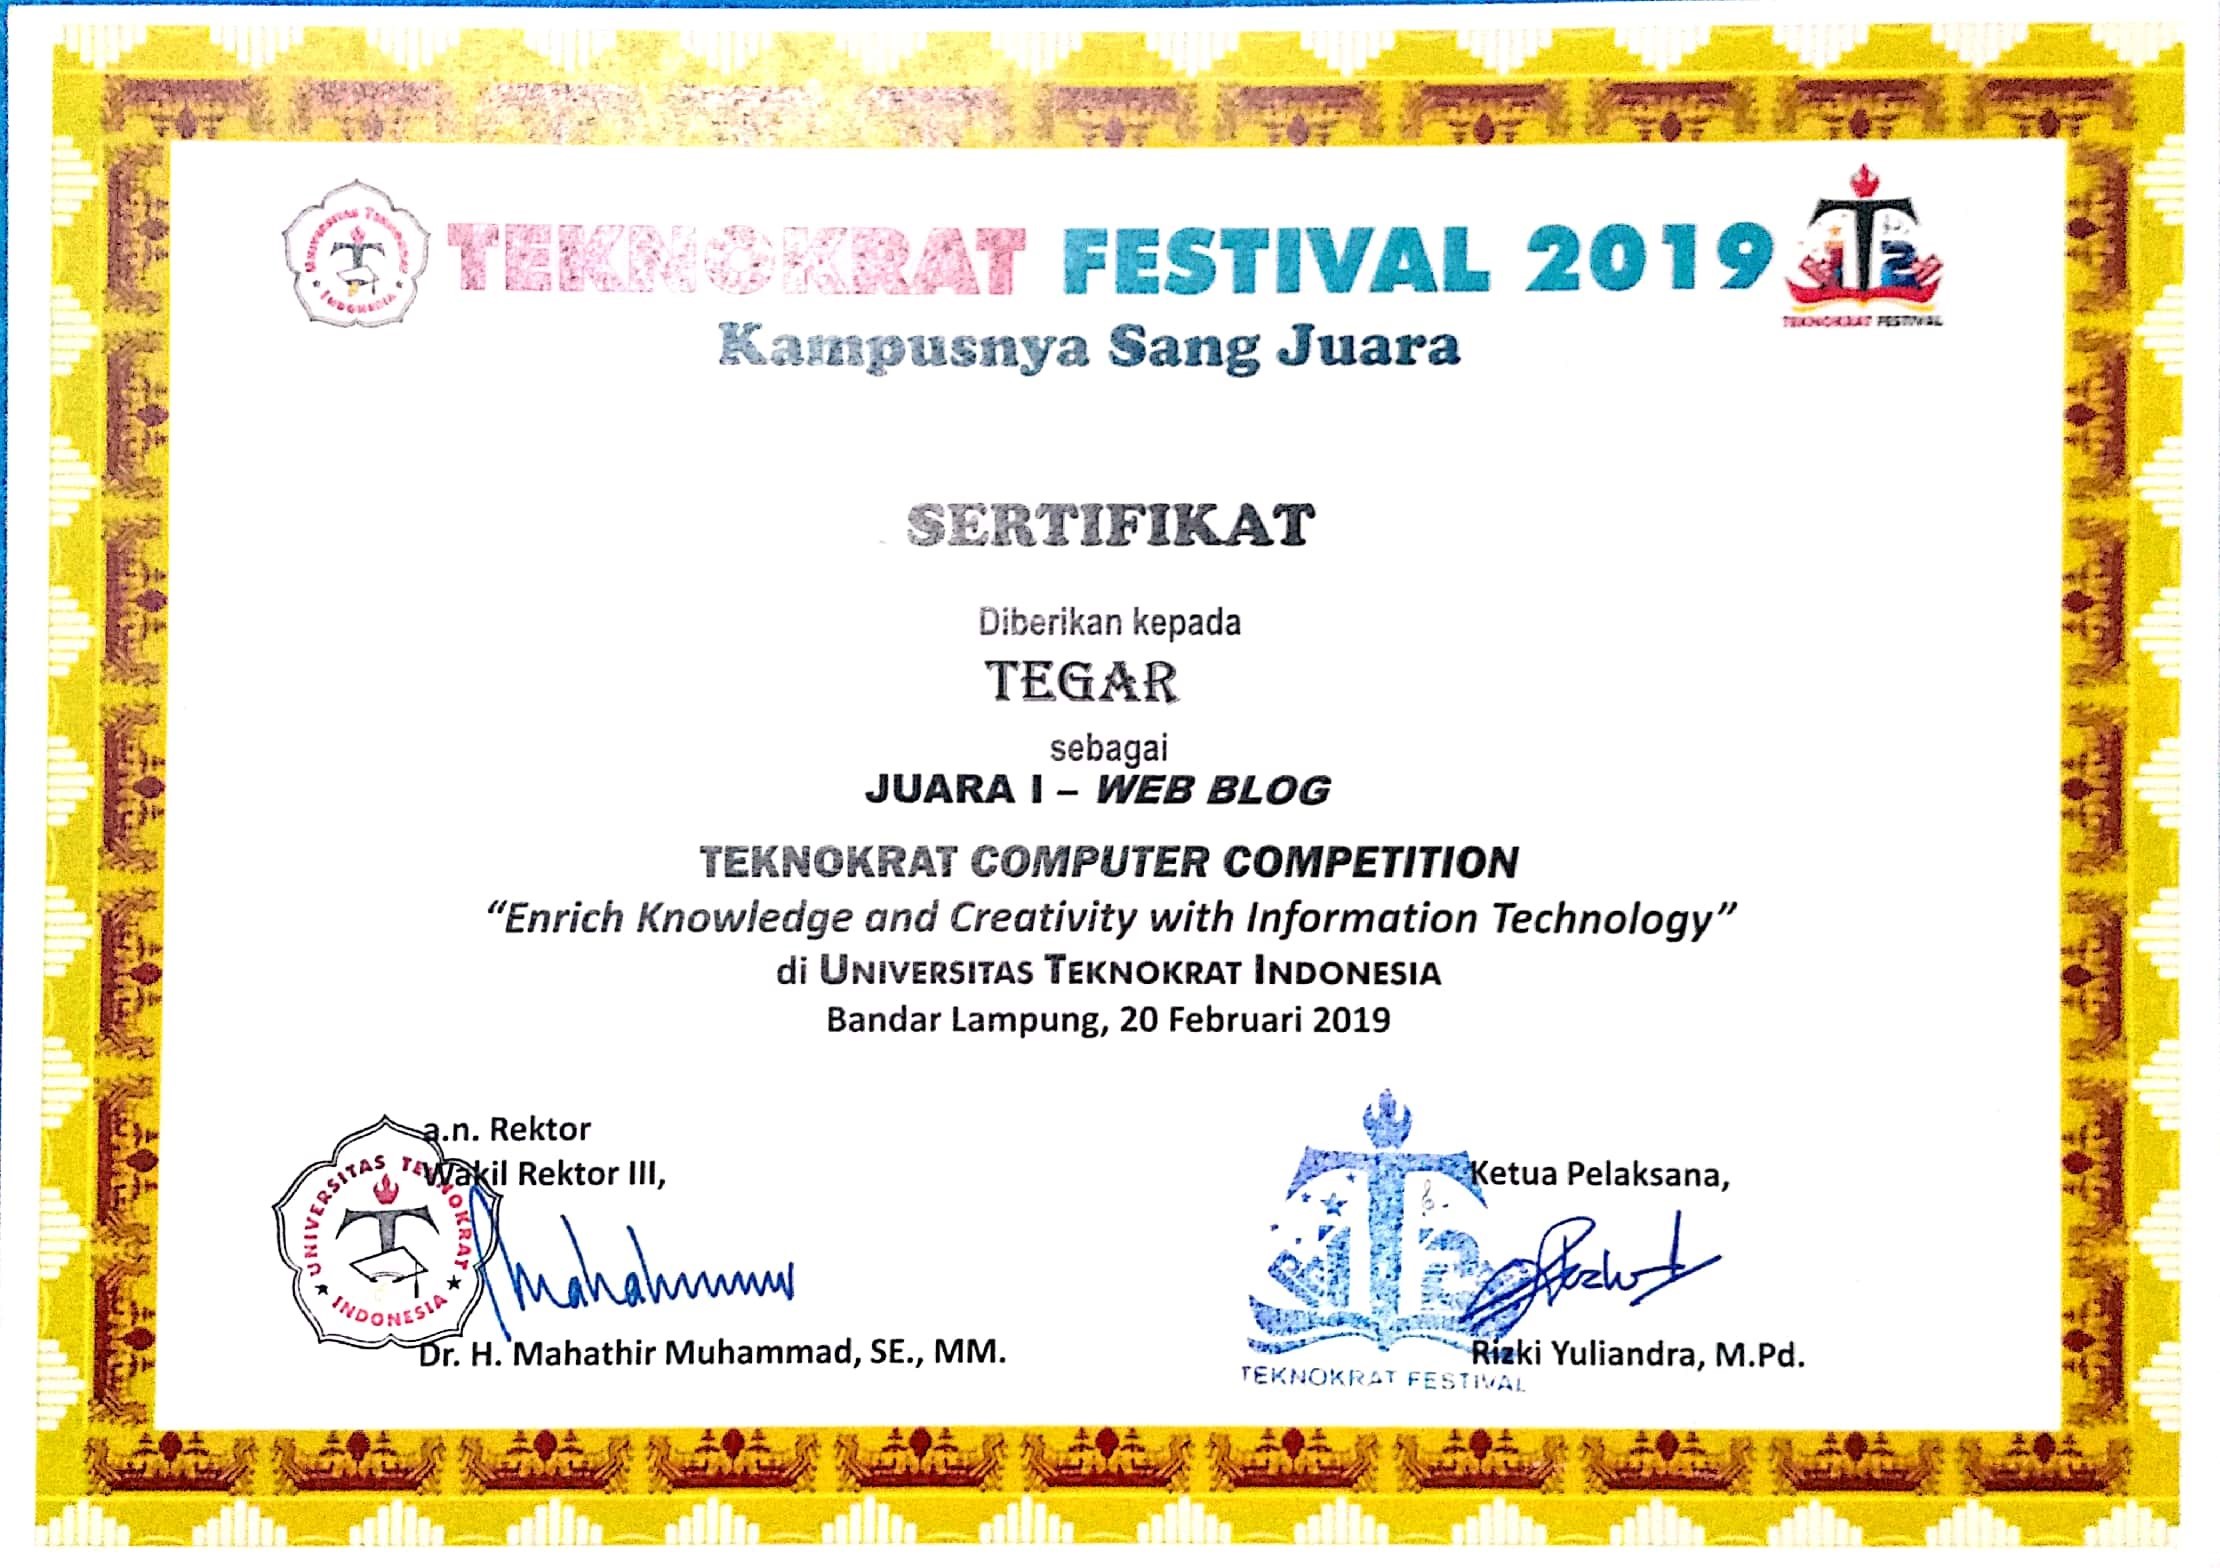 UNIVERSITAS TEKNOKRAT
INDONESIA
TEKNOKRAT FESTIVAL 2019
TEKNOKRAT FESTIVAL
Kampusnya Sang Juara
SERTIFIKAT
Diberikan kepada
TEGAR
sebagai
JUARA I – WEB BLOG
TEKNOKRAT COMPUTER COMPETITION
“Enrich Knowledge and Creativity with Information Technology”
di UNIVERSITAS TEKNOKRAT INDONESIA
Bandar Lampung, 20 Februari 2019
a.n. Rektor
Wakil Rektor III,
UNIVERSITAS TEKNOKRAT
INDONESIA
Dr. H. Mahathir Muhammad, SE., MM.
Ketua Pelaksana,
Rizki Yuliandra, M.Pd.
TEKNOKRAT FESTIVAL